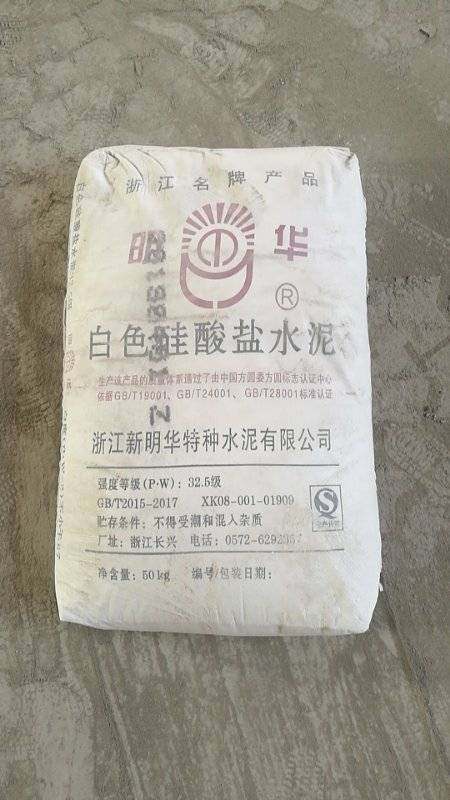 浙江名牌产品
明华
®
白色硅酸盐水泥
生产该产品的质量体系通过了由中国方圆委方圆标志认证中心
依据GB/T19001、GB/T24001、GB/T28001标准认证
浙江新明华特种水泥有限公司
强度等级(P·W): 32.5级
GB/T2015-2017 XK08-001-01909
贮存条件: 不得受潮和混入杂质
厂址: 浙江长兴 电话: 0572-6292
净含量: 50kg 编号/包装日期: